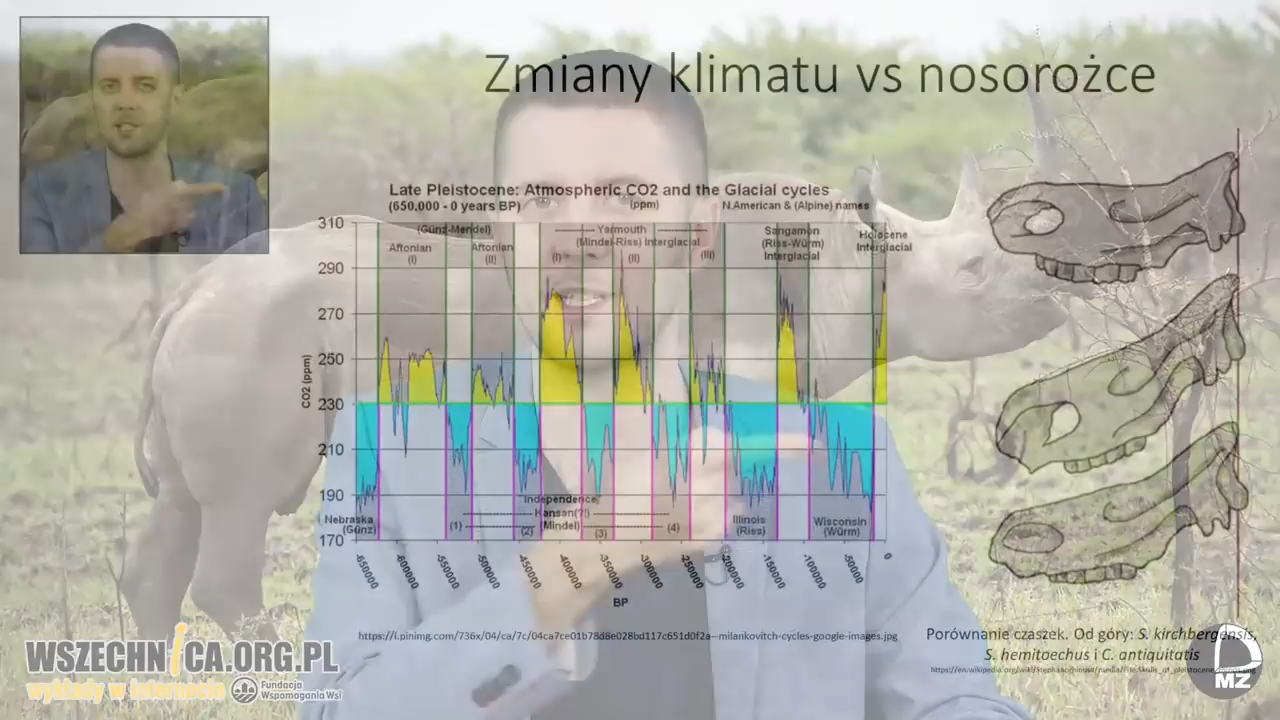 Zmiany klimatu vs nosorożce
Late Pleistocene: Atmospheric CO2 and the Glacial cycles
(650,000 - 0 years BP)
(ppm)
N.American & (Alpine) names
310
290
270
250
230
210
190
170
CO2 (ppm)
(Günz-Mendel)
Aftonian
(I)
Aftonian
(II)
Yarmouth
(Mindel-Riss) Interglacial
(I)
(II)
(III)
Sangamon
(Riss-Würm)
Interglacial
Holocene
Interglacial
Nebraska
(Günz)
Independence,
Kansan(?!)
(Mindel)
(1)
(2)
(3)
(4)
Illinois
(Riss)
Wisconsin
(Würm)
-650000
-600000
-550000
-500000
-450000
-400000
-350000
-300000
-250000
-200000
-150000
-100000
-50000
0
BP
https://i.pinimg.com/736x/04/ca/7c/04ca7ce01b78d8e028bd117c651d0f2a--milankovitch-cycles-google-images.jpg
Porównanie czaszek. Od góry: S. kirchbergensis,
S. hemitoechus i C. antiquitatis
WSZECHNICA.ORG.PL
wykłady w internecie
Fundacja
Wspomagania Wsi
MZ